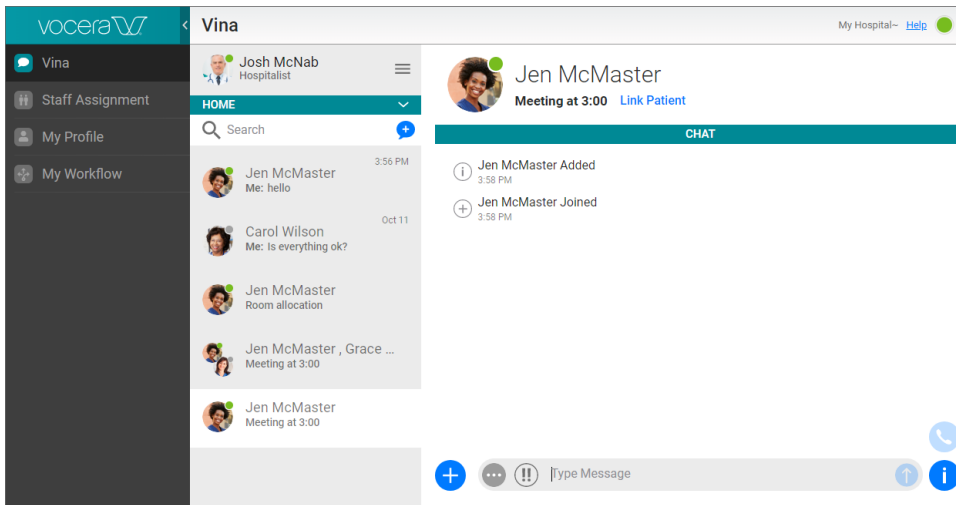 vocera
Vina
My Hospital~ Help
Vina
Staff Assignment
My Profile
My Workflow
Josh McNab
Hospitalist
HOME
Search
3:56 PM
Jen McMaster
Me: hello
Oct 11
Carol Wilson
Me: Is everything ok?
Jen McMaster
Room allocation
Jen McMaster , Grace ...
Meeting at 3:00
Jen McMaster
Meeting at 3:00
Jen McMaster
Meeting at 3:00 Link Patient
CHAT
Jen McMaster Added
3:58 PM
Jen McMaster Joined
3:58 PM
Type Message